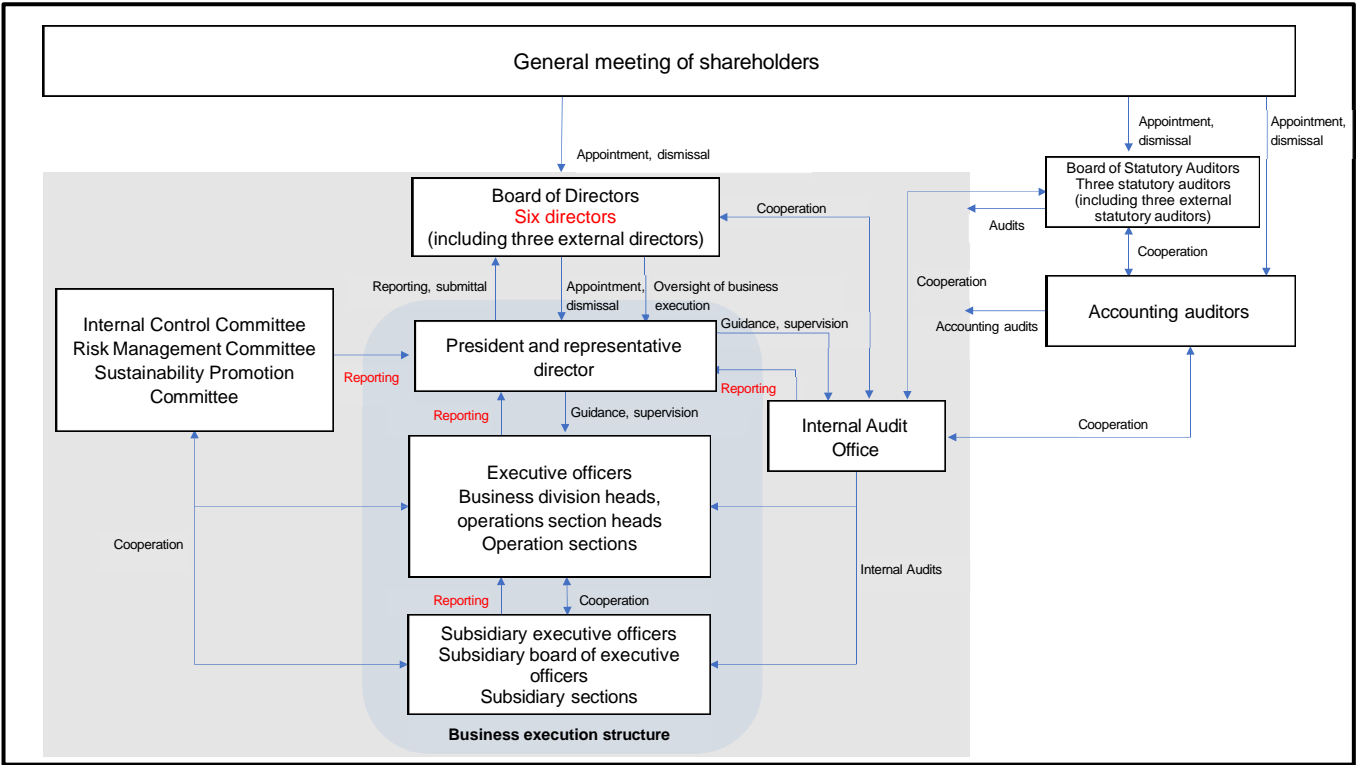 General meeting of shareholders
Appointment, dismissal
Appointment,
dismissal
Appointment,
dismissal
Board of Directors
Six directors
(including three external directors)
Cooperation
Board of Statutory Auditors
Three statutory auditors
(including three external
statutory auditors)
Audits
Cooperation
Reporting, submittal
Appointment,
dismissal
Oversight of business
execution
Cooperation
Accounting auditors
Accounting audits
Internal Control Committee
Risk Management Committee
Sustainability Promotion
Committee
Reporting
President and representative
director
Guidance, supervision
Reporting
Reporting
Guidance, supervision
Internal Audit
Office
Cooperation
Executive officers
Business division heads,
operations section heads
Operation sections
Cooperation
Internal Audits
Reporting
Cooperation
Subsidiary executive officers
Subsidiary board of executive
officers
Subsidiary sections
Business execution structure